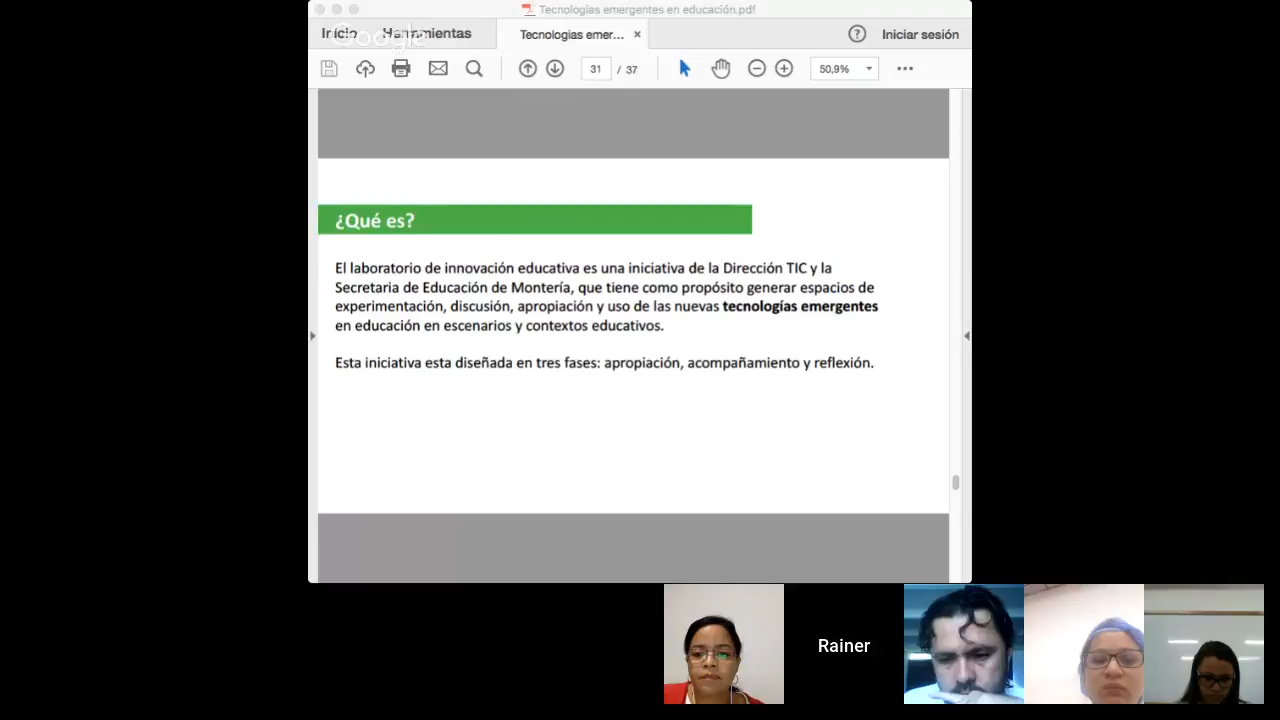 Tecnologias emergentes en educación.pdf
Inicio
Herramientas
Google
Tecnologias emer... ×
Iniciar sesión
31 / 37
50,9%
¿Qué es?
El laboratorio de innovación educativa es una iniciativa de la Dirección TIC y la
Secretaria de Educación de Montería, que tiene como propósito generar espacios de
experimentación, discusión, apropiación y uso de las nuevas tecnologías emergentes
en educación en escenarios y contextos educativos.
Esta iniciativa esta diseñada en tres fases: apropiación, acompañamiento y reflexión.
Rainer